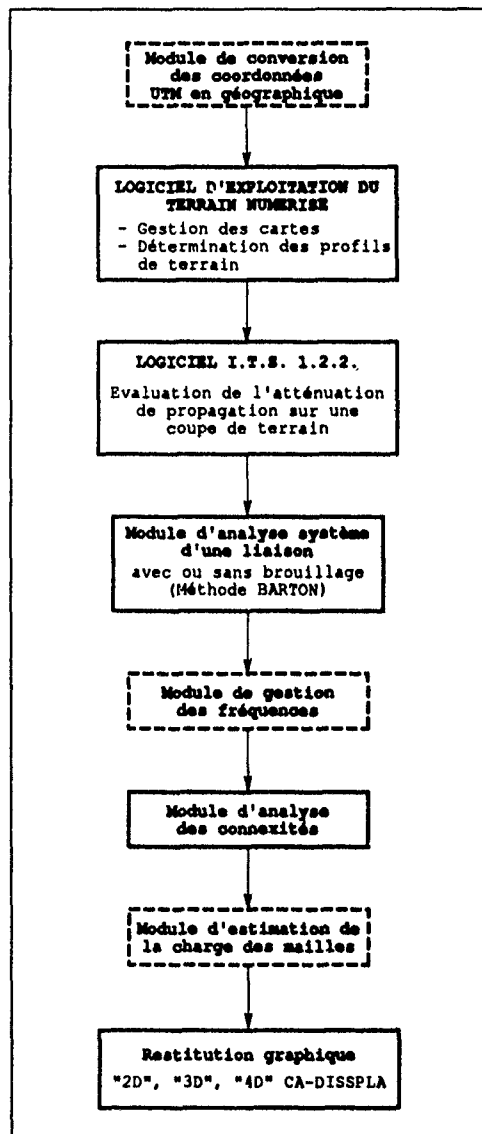 Module de conversion
des coordonnées
UTM en géographique
LOGICIEL D'EXPLOITATION DU
TERRAIN NUMERISE
- Gestion des cartes
- Détermination des profils
de terrain
LOGICIEL I.T.S. 1.2.2.
Evaluation de l'atténuation
de propagation sur une
coupe de terrain
Module d'analyse système
d'une liaison
avec ou sans brouillage
(Méthode BARTON)
Module de gestion
des fréquences
Module d'analyse
des connexités
Module d'estimation de
la charge des mailles
Restitution graphique
"2D", "3D", "4D" CA-DISSPLA